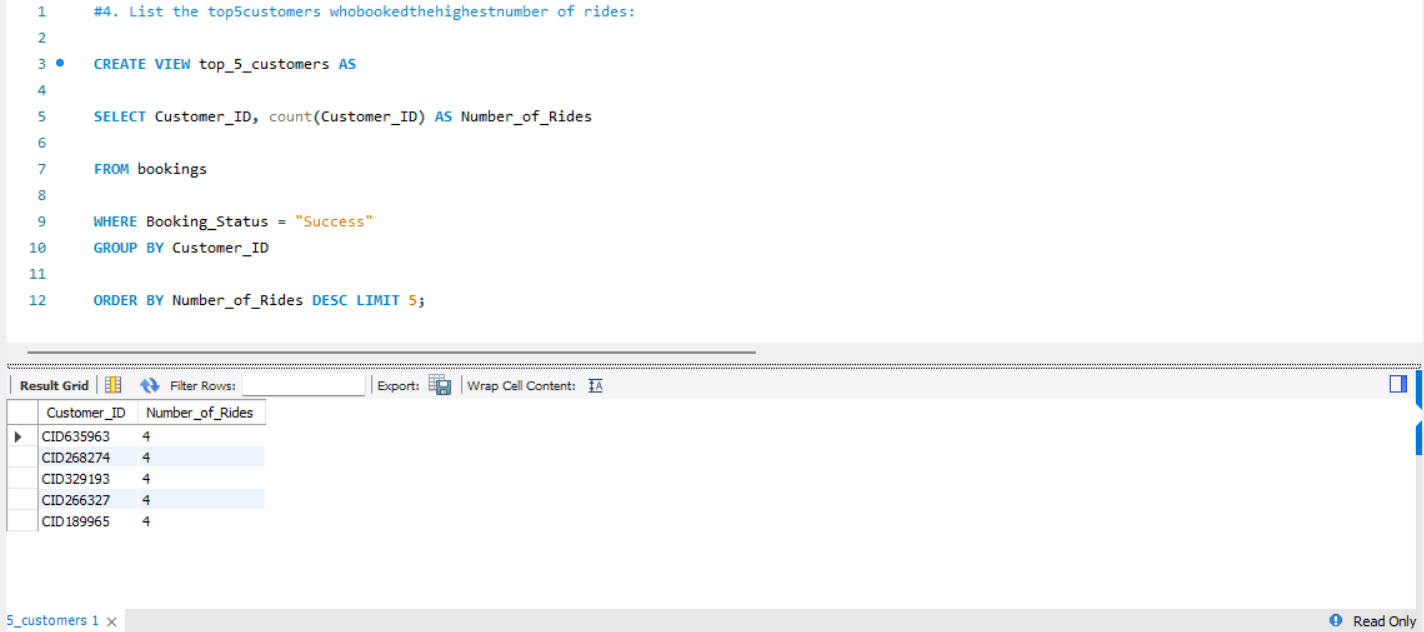 1 #4. List the top5customers whobookedthehighestnumber of rides:
2
3 CREATE VIEW top_5_customers AS
4
5 SELECT Customer_ID, count(Customer_ID) AS Number_of_Rides
6
7 FROM bookings
8
9 WHERE Booking_Status = "Success"
10 GROUP BY Customer_ID
11
12 ORDER BY Number_of_Rides DESC LIMIT 5;
Result Grid Filter Rows: Export: Wrap Cell Content: IA
Customer_ID Number_of_Rides
CID635963 4
CID268274 4
CID329193 4
CID266327 4
CID189965 4
5_customers 1 × Read Only